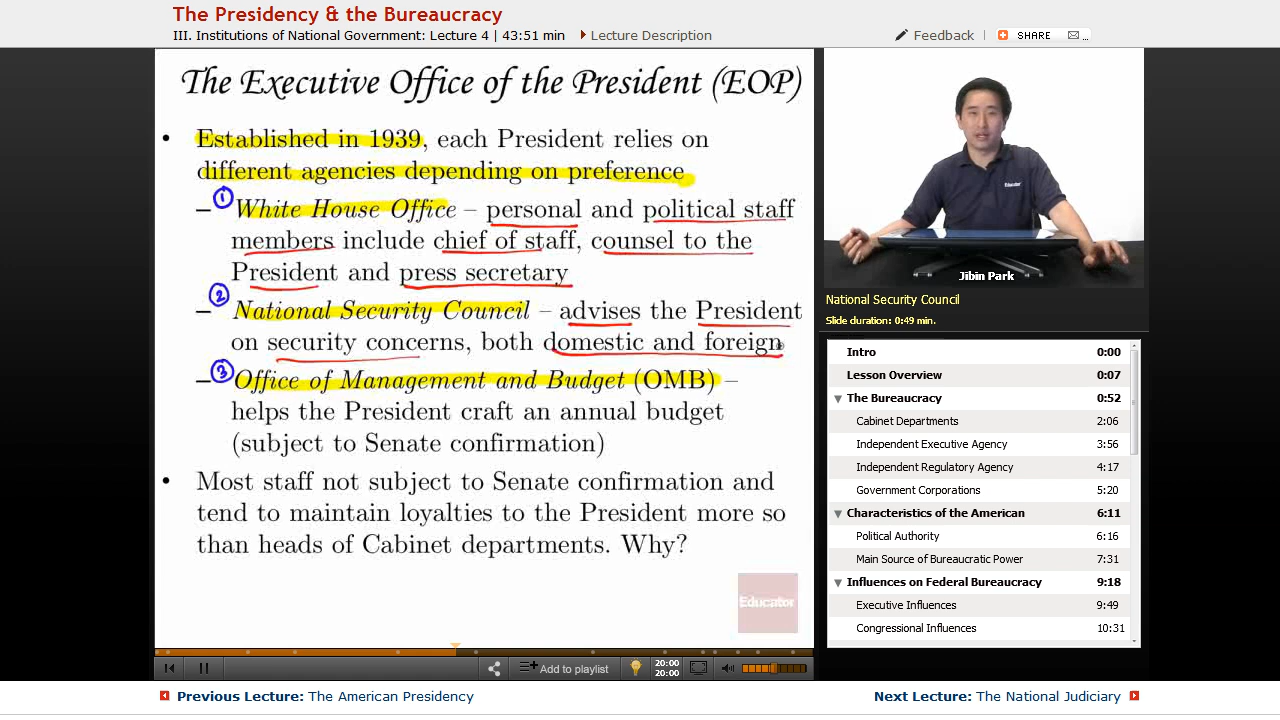 The Presidency & the Bureaucracy
III. Institutions of National Government: Lecture 4 | 43:51 min
Lecture Description
Feedback
SHARE
The Executive Office of the President (EOP)
• Established in 1939, each President relies on
different agencies depending on preference
1
– White House Office – personal and political staff
members include chief of staff, counsel to the
President and press secretary
2
– National Security Council – advises the President
on security concerns, both domestic and foreign
3
– Office of Management and Budget (OMB) –
helps the President craft an annual budget
(subject to Senate confirmation)
• Most staff not subject to Senate confirmation and
tend to maintain loyalties to the President more so
than heads of Cabinet departments. Why?
Educator
Add to playlist
20:00
20:00
Educator
Jibin Park
National Security Council
Slide duration: 0:49 min.
Intro 0:00
Lesson Overview 0:07
The Bureaucracy 0:52
Cabinet Departments 2:06
Independent Executive Agency 3:56
Independent Regulatory Agency 4:17
Government Corporations 5:20
Characteristics of the American 6:11
Political Authority 6:16
Main Source of Bureaucratic Power 7:31
Influences on Federal Bureaucracy 9:18
Executive Influences 9:49
Congressional Influences 10:31
Previous Lecture: The American Presidency
Next Lecture: The National Judiciary